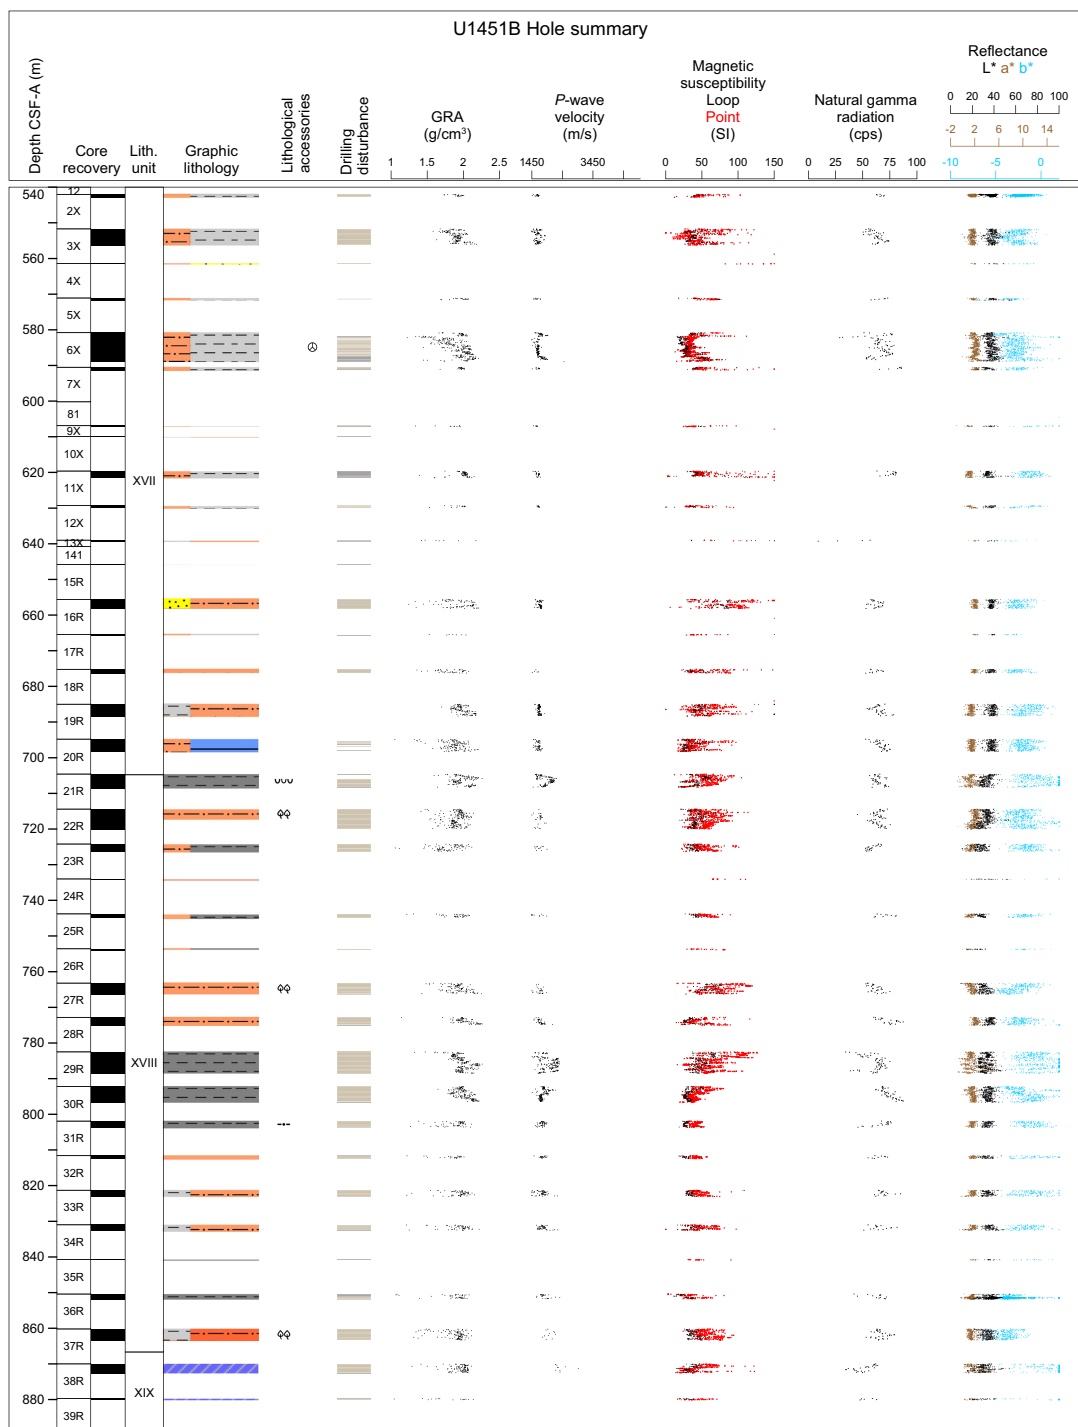 U1451B Hole summary
Depth CSF-A (m)
Core
recovery
Lith.
unit
Graphic
lithology
Lithological
accessories
Drilling
disturbance
GRA
(g/cm³)
1 1.5 2 2.5
P-wave
velocity
(m/s)
1450 3450
Magnetic
susceptibility
Loop
Point
(SI)
0 50 100 150
Natural gamma
radiation
(cps)
0 25 50 75 100
Reflectance
L* a* b*
0 20 40 60 80 100
-2 2 6 10 14
-10 -5 0
540
560
580
600
620
640
660
680
700
720
740
760
780
800
820
840
860
880
12
2X
3X
4X
5X
6X
7X
81
9X
10X
11X
12X
13X
141
15R
16R
17R
18R
19R
20R
21R
22R
23R
24R
25R
26R
27R
28R
29R
30R
31R
32R
33R
34R
35R
36R
37R
38R
39R
XVII
XVIII
XIX